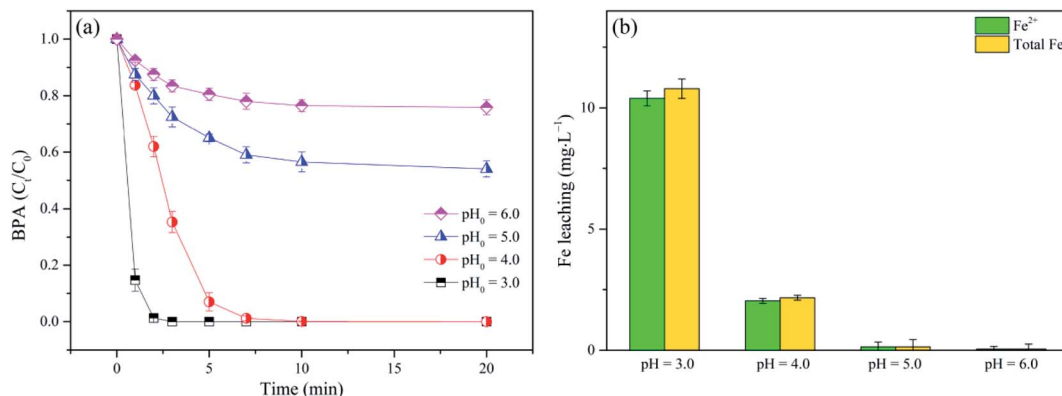 (a)
BPA (Cₜ/C₀)
1.0
0.8
0.6
0.4
0.2
0.0
pH₀ = 6.0
pH₀ = 5.0
pH₀ = 4.0
pH₀ = 3.0
0 5 10 15 20
Time (min)
(b)
Fe leaching (mg·L⁻¹)
10
5
0
Fe²⁺
Total Fe
pH = 3.0 pH = 4.0 pH = 5.0 pH = 6.0